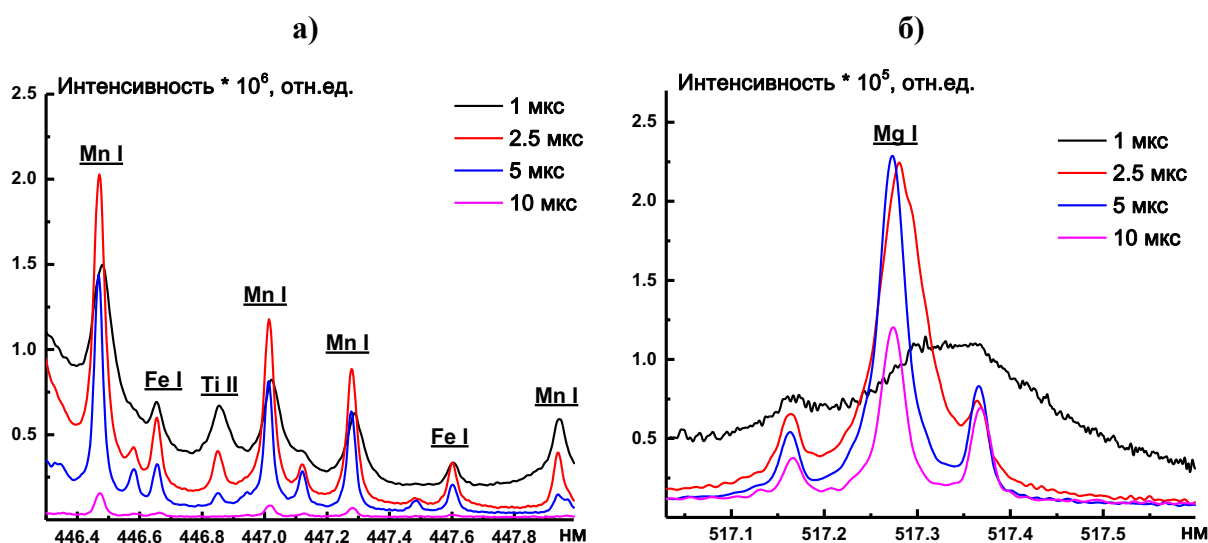 а)
Интенсивность * 10⁶, отн.ед.
2.5
2.0
1.5
1.0
0.5
1 мкс
2.5 мкс
5 мкс
10 мкс
Mn I
Fe I
Ti II
Mn I
Mn I
Fe I
Mn I
446.4 446.6 446.8 447.0 447.2 447.4 447.6 447.8 нм
б)
Интенсивность * 10⁵, отн.ед.
2.5
2.0
1.5
1.0
0.5
Mg I
1 мкс
2.5 мкс
5 мкс
10 мкс
517.1 517.2 517.3 517.4 517.5 нм